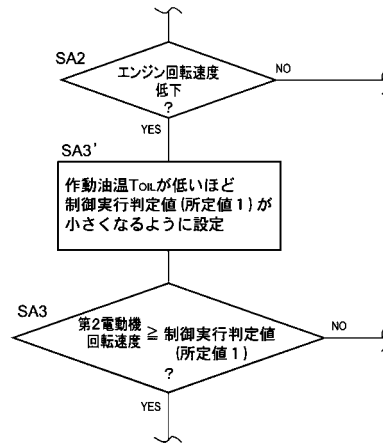 SA2
エンジン回転速度
低下
?
NO
YES
SA3'
作動油温TOILが低いほど
制御実行判定値(所定値1)が
小さくなるように設定
SA3
第2電動機
回転速度
≧ 制御実行判定値
(所定値1)
?
NO
YES